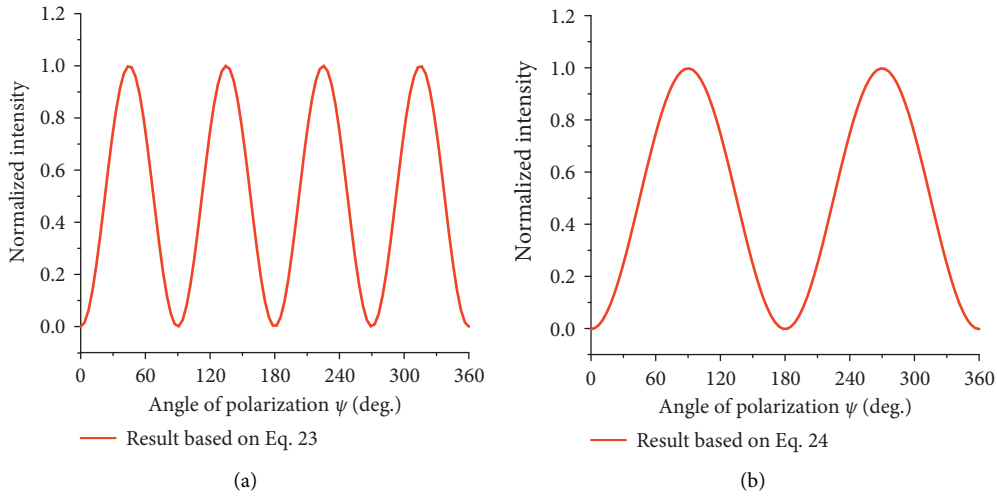 1.2
1.0
0.8
0.6
0.4
0.2
0.0
Normalized intensity
0 60 120 180 240 300 360
Angle of polarization ψ (deg.)
Result based on Eq. 23
(a)
1.2
1.0
0.8
0.6
0.4
0.2
0.0
Normalized intensity
0 60 120 180 240 300 360
Angle of polarization ψ (deg.)
Result based on Eq. 24
(b)